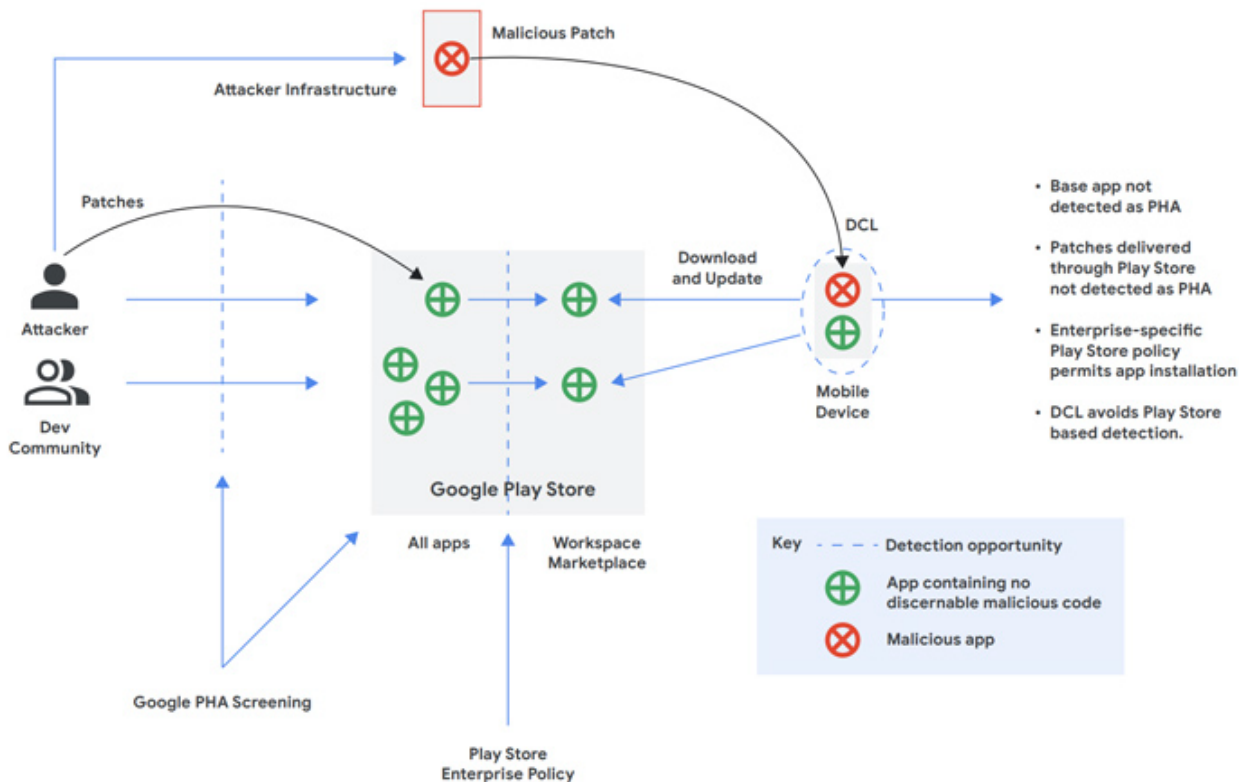 Malicious Patch
Attacker Infrastructure
Patches
Attacker
Dev
Community
Google Play Store
All apps
Workspace
Marketplace
Download
and Update
DCL
Mobile
Device
• Base app not
detected as PHA
• Patches delivered
through Play Store
not detected as PHA
• Enterprise-specific
Play Store policy
permits app installation
• DCL avoids Play Store
based detection.
Google PHA Screening
Play Store
Enterprise Policy
Key
Detection opportunity
App containing no
discernable malicious code
Malicious app